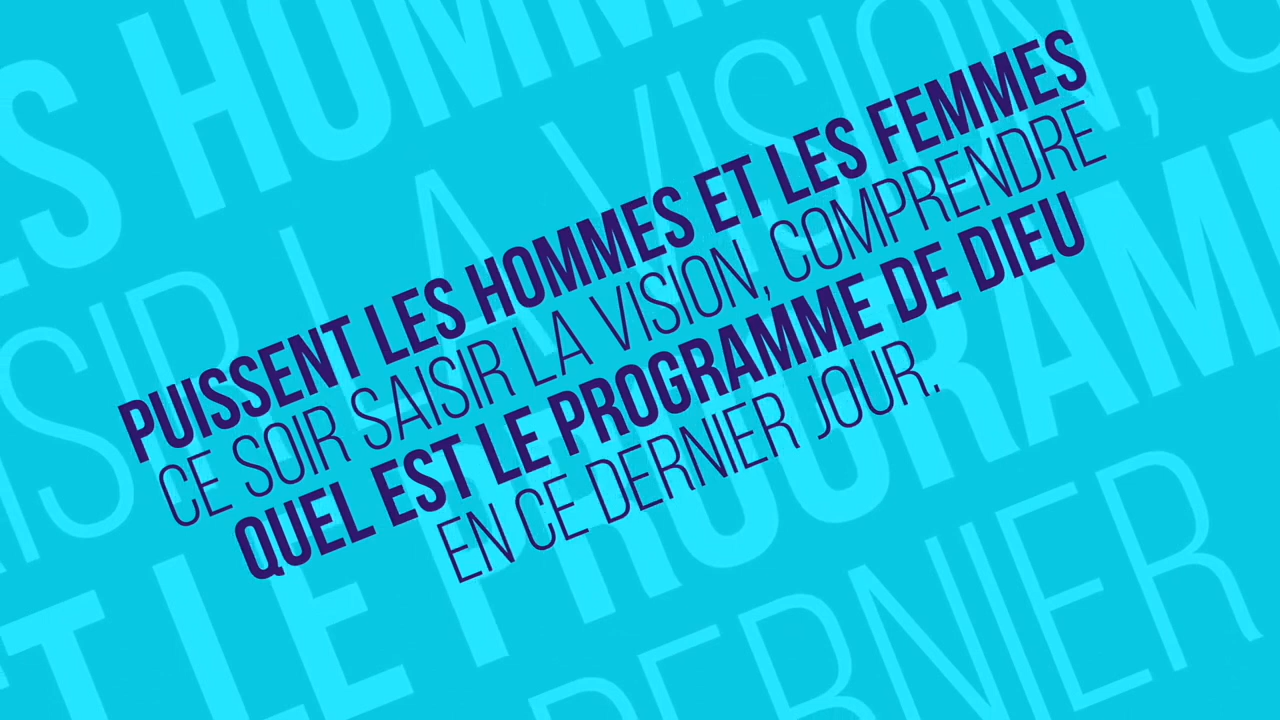 PUISSENT LES HOMMES ET LES FEMMES
CE SOIR SAISIR LA VISION, COMPRENDRE
QUEL EST LE PROGRAMME DE DIEU
EN CE DERNIER JOUR.